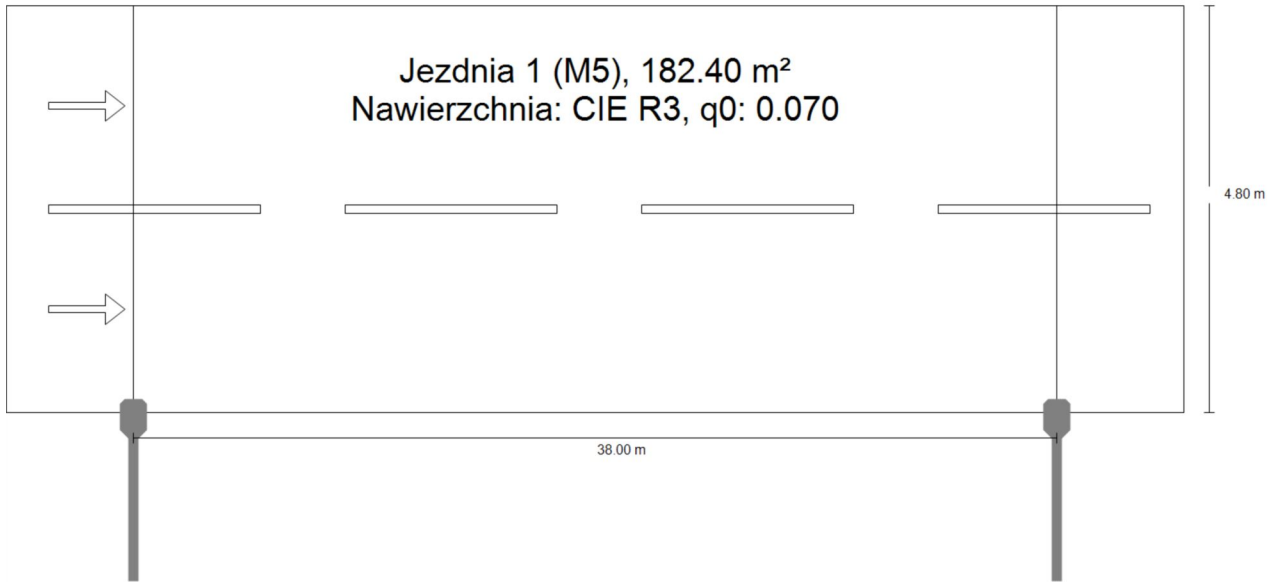 Jezdnia 1 (M5), 182.40 m²
Nawierzchnia: CIE R3, q0: 0.070
4.80 m
38.00 m